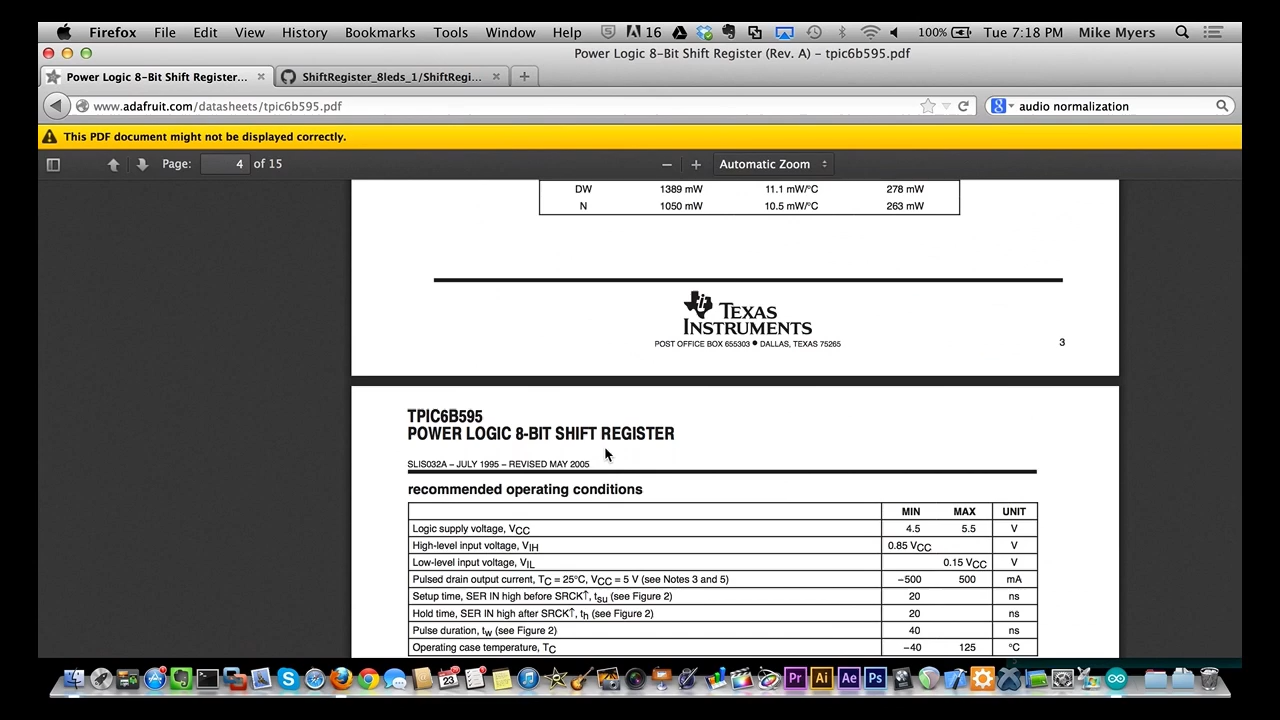 Firefox File Edit View History Bookmarks Tools Window Help 16 100% Tue 7:18 PM Mike Myers
Power Logic 8-Bit Shift Register (Rev. A) – tpic6b595.pdf
Power Logic 8-Bit Shift Register... ShiftRegister_8leds_1/ShiftRegi...
www.adafruit.com/datasheets/tpic6b595.pdf audio normalization
This PDF document might not be displayed correctly.
Page: 4 of 15 Automatic Zoom
DW 1389 mW 11.1 mW/°C 278 mW
N 1050 mW 10.5 mW/°C 263 mW
TEXAS
INSTRUMENTS
POST OFFICE BOX 655303 • DALLAS, TEXAS 75265
3
TPIC6B595
POWER LOGIC 8-BIT SHIFT REGISTER
SLIS032A – JULY 1995 – REVISED MAY 2005
recommended operating conditions
MIN MAX UNIT
Logic supply voltage, VCC 4.5 5.5 V
High-level input voltage, VIH 0.85 VCC V
Low-level input voltage, VIL 0.15 VCC V
Pulsed drain output current, TC = 25°C, VCC = 5 V (see Notes 3 and 5) −500 500 mA
Setup time, SER IN high before SRCK↑, tsu (see Figure 2) 20 ns
Hold time, SER IN high after SRCK↑, th (see Figure 2) 20 ns
Pulse duration, tw (see Figure 2) 40 ns
Operating case temperature, TC −40 125 °C
23 Pr Ai Ae Ps